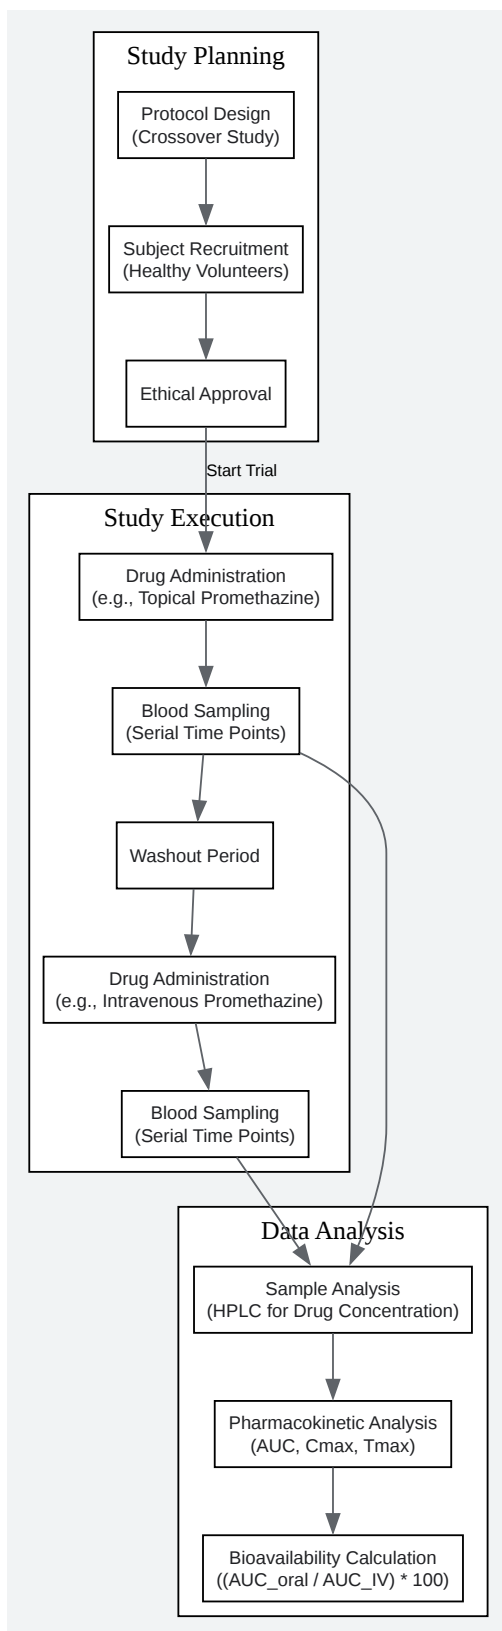 Study Planning
Protocol Design
(Crossover Study)
Subject Recruitment
(Healthy Volunteers)
Ethical Approval
Start Trial
Study Execution
Drug Administration
(e.g., Topical Promethazine)
Blood Sampling
(Serial Time Points)
Washout Period
Drug Administration
(e.g., Intravenous Promethazine)
Blood Sampling
(Serial Time Points)
Data Analysis
Sample Analysis
(HPLC for Drug Concentration)
Pharmacokinetic Analysis
(AUC, Cmax, Tmax)
Bioavailability Calculation
((AUC_oral / AUC_IV) * 100)